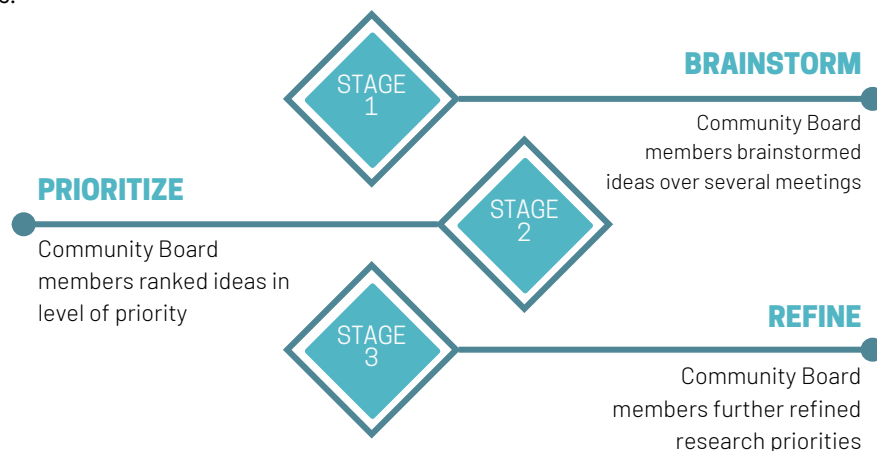 STAGE
1
BRAINSTORM
Community Board
members brainstormed
ideas over several meetings
PRIORITIZE
Community Board
members ranked ideas in
level of priority
STAGE
2
STAGE
3
REFINE
Community Board
members further refined
research priorities